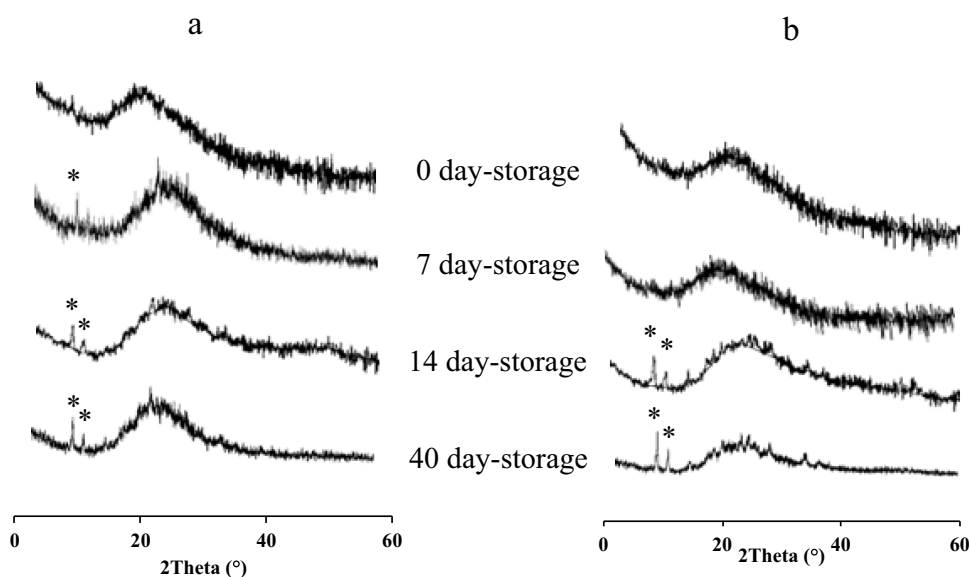 a
b
0 day-storage
*
7 day-storage
* *
* *
14 day-storage
* *
* *
40 day-storage
0 20 40 60
0 20 40 60
2Theta (°)
2Theta (°)